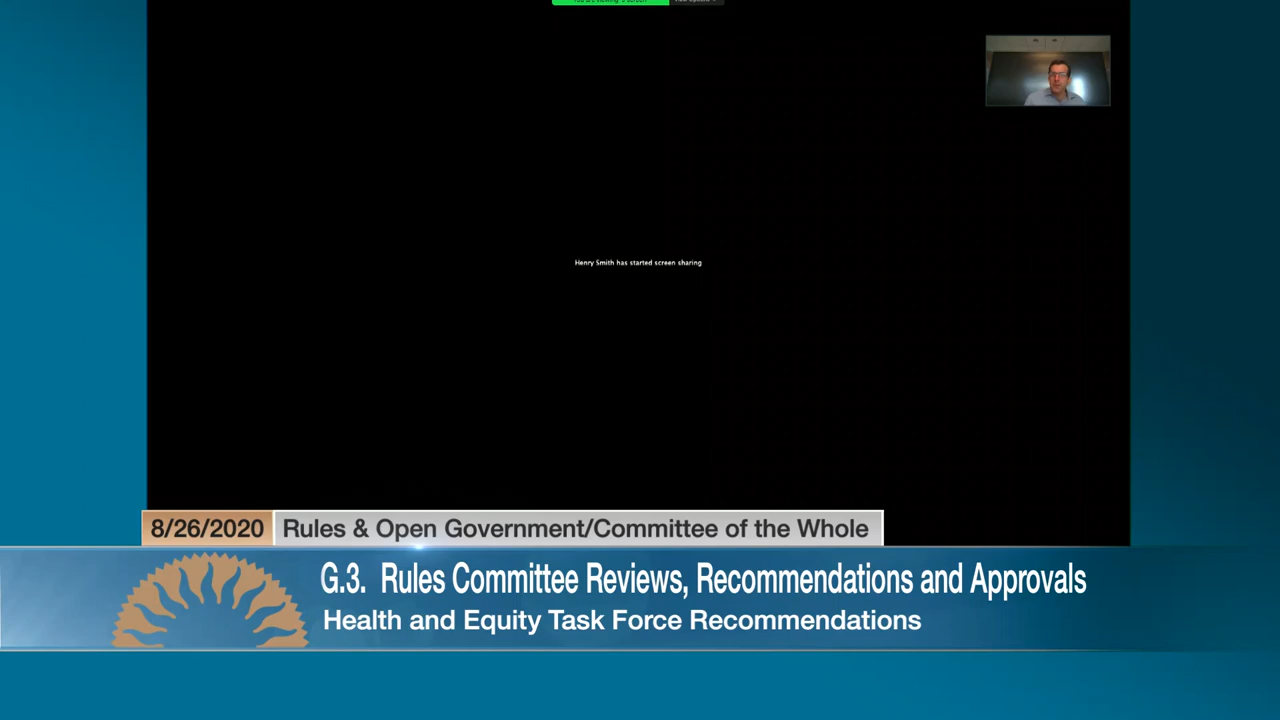 Henry Smith has started screen sharing
8/26/2020 Rules & Open Government/Committee of the Whole
G.3. Rules Committee Reviews, Recommendations and Approvals
Health and Equity Task Force Recommendations